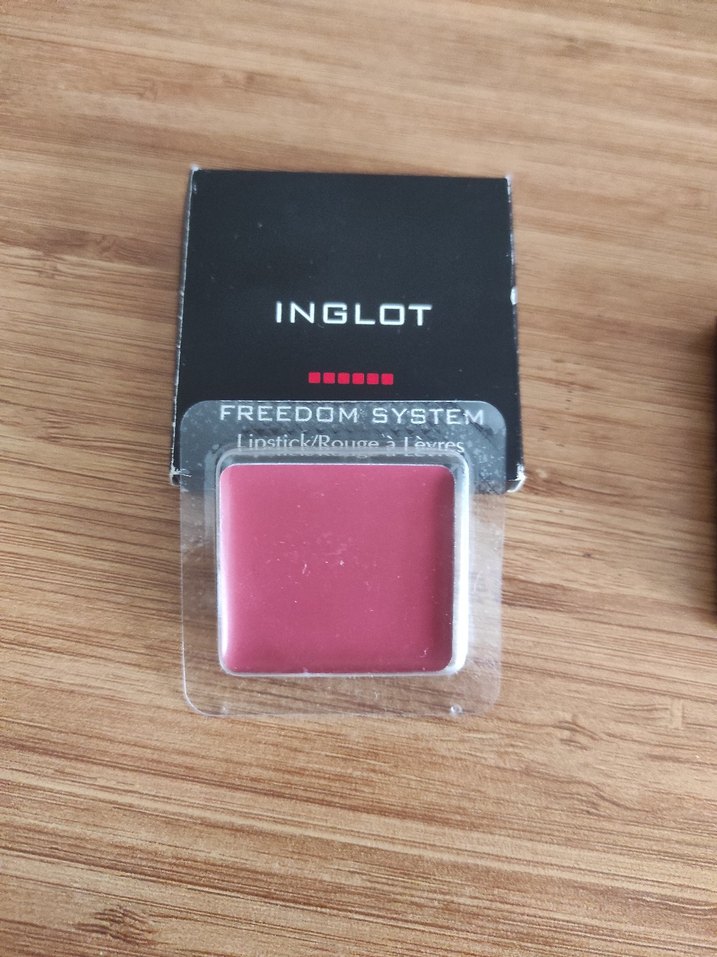 INGLOT
FREEDOM SYSTEM
Lipstick/Rouge à Lèvres